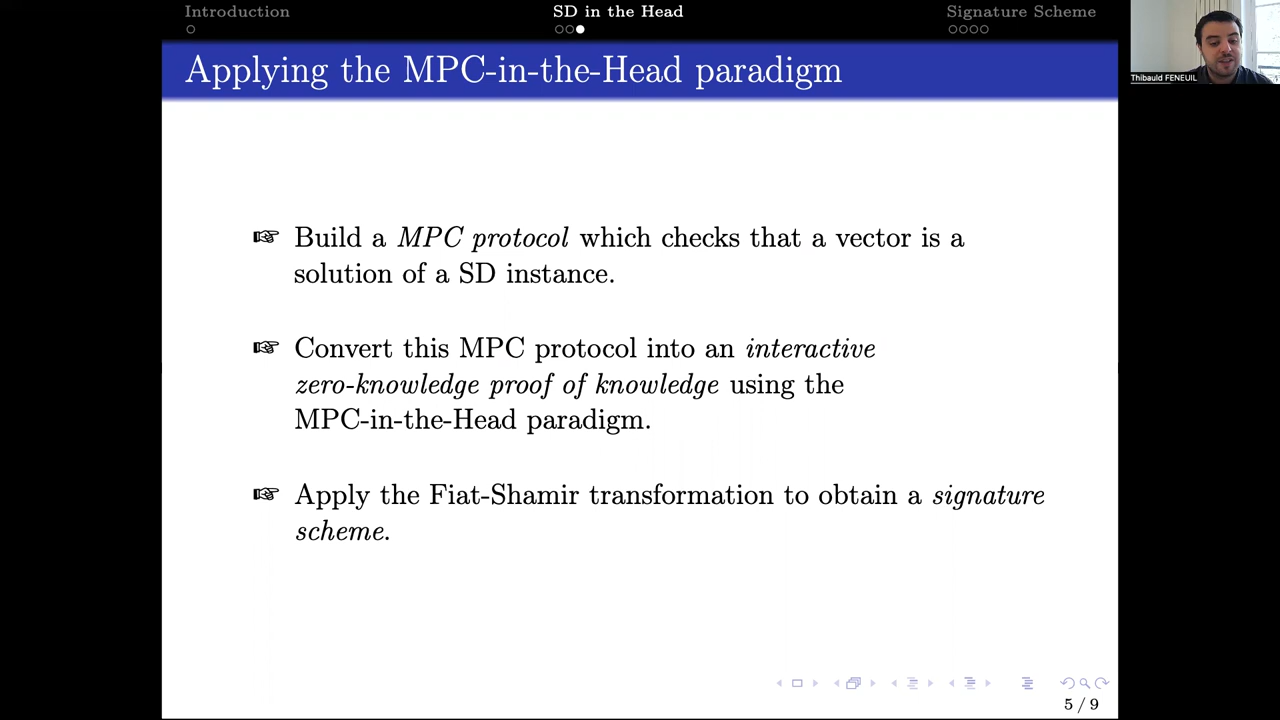 Introduction
SD in the Head
Signature Scheme
Applying the MPC-in-the-Head paradigm
Thibauld FENEUIL
Build a MPC protocol which checks that a vector is a
solution of a SD instance.
Convert this MPC protocol into an interactive
zero-knowledge proof of knowledge using the
MPC-in-the-Head paradigm.
Apply the Fiat-Shamir transformation to obtain a signature
scheme.
5 / 9